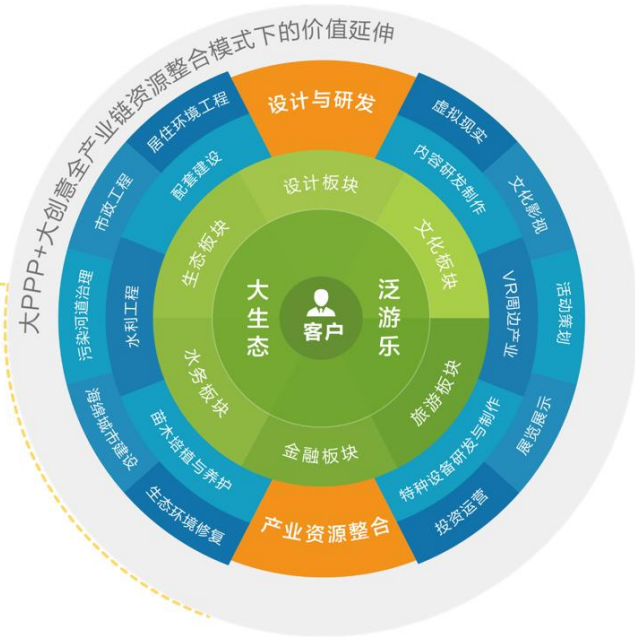 大PPP+大创意全产业链资源整合模式下的价值延伸
设计与研发
虚拟现实
文化影视
活动策划
展览展示
投资运营
产业资源整合
生态环境修复
海绵城市建设
污染河道治理
市政工程
居住环境工程
内容研发制作
VR周边产业
特种设备研发与制作
苗木培植与养护
水利工程
配套建设
设计板块
文化板块
旅游板块
金融板块
水务板块
生态板块
大生态
泛游乐
客户